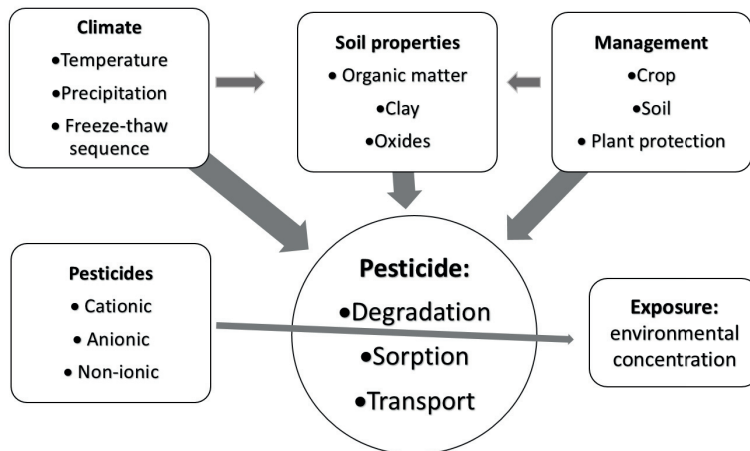 Climate
•Temperature
•Precipitation
• Freeze-thaw
sequence
Soil properties
• Organic matter
•Clay
•Oxides
Management
•Crop
•Soil
• Plant protection
Pesticides
• Cationic
• Anionic
• Non-ionic
Pesticide:
•Degradation
•Sorption
•Transport
Exposure:
environmental
concentration